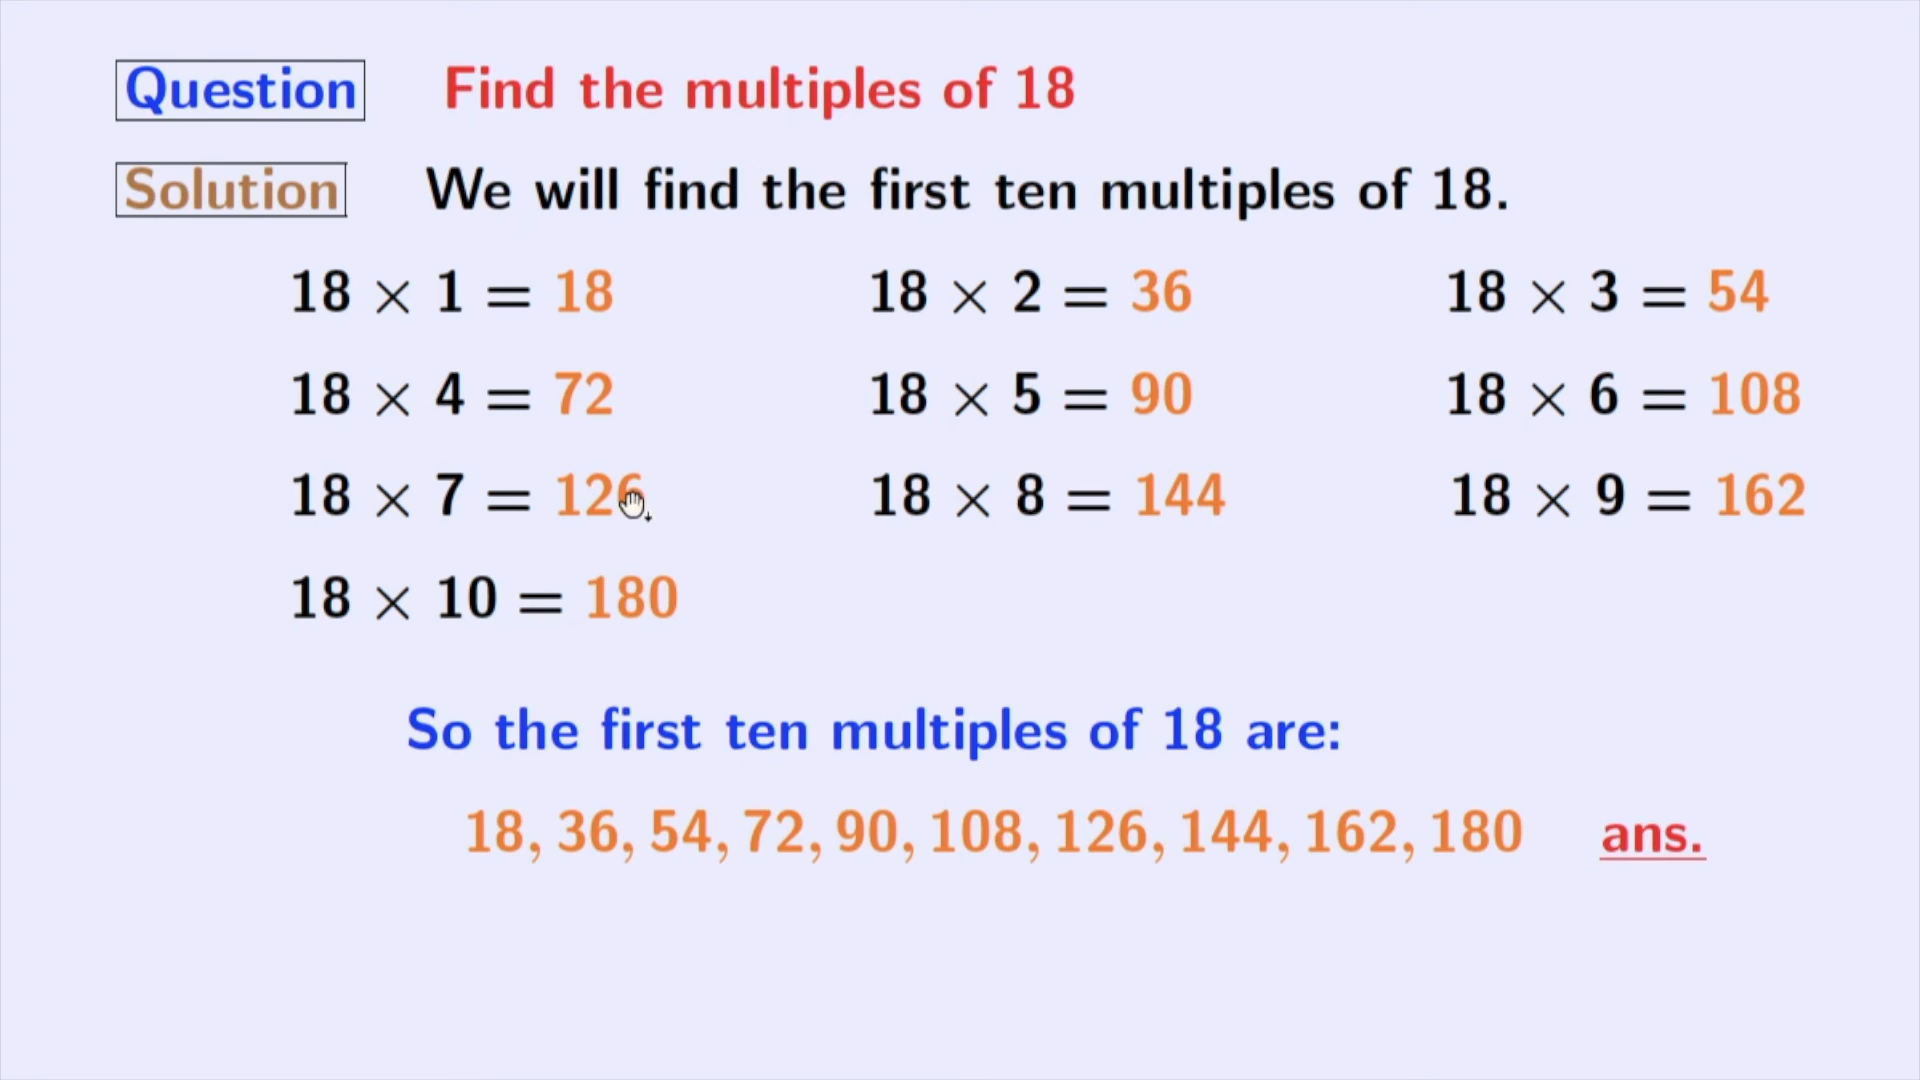 Question Find the multiples of 18
Solution We will find the first ten multiples of 18.
18 × 1 = 18 18 × 2 = 36 18 × 3 = 54
18 × 4 = 72 18 × 5 = 90 18 × 6 = 108
18 × 7 = 126 18 × 8 = 144 18 × 9 = 162
18 × 10 = 180
So the first ten multiples of 18 are:
18, 36, 54, 72, 90, 108, 126, 144, 162, 180 ans.